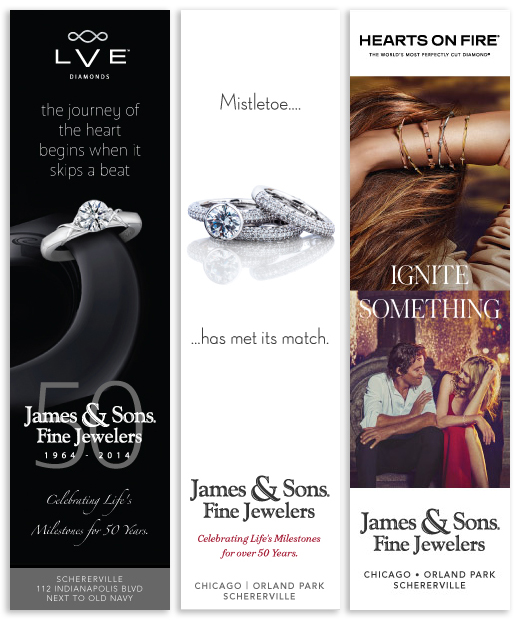 LVE™
DIAMONDS
the journey of
the heart
begins when it
skips a beat
50
James & Sons.
Fine Jewelers
1964 - 2014
Celebrating Life's
Milestones for 50 Years.
SCHERERVILLE
112 INDIANAPOLIS BLVD
NEXT TO OLD NAVY
Mistletoe....
...has met its match.
James & Sons.
Fine Jewelers
Celebrating Life's Milestones
for over 50 Years.
CHICAGO | ORLAND PARK
SCHERERVILLE
HEARTS ON FIRE®
THE WORLD'S MOST PERFECTLY CUT DIAMOND®
IGNITE
SOMETHING
James & Sons.
Fine Jewelers
CHICAGO • ORLAND PARK
SCHERERVILLE